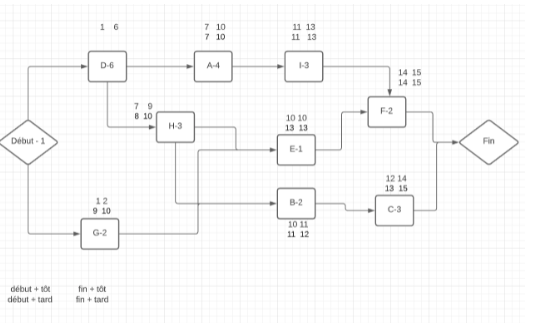 1 6
7 10
7 10
11 13
11 13
D-6
A-4
I-3
14 15
14 15
7 9
8 10
H-3
10 10
13 13
F-2
Début - 1
E-1
Fin
1 2
9 10
12 14
13 15
G-2
B-2
C-3
10 11
11 12
début + tôt fin + tôt
début + tard fin + tard